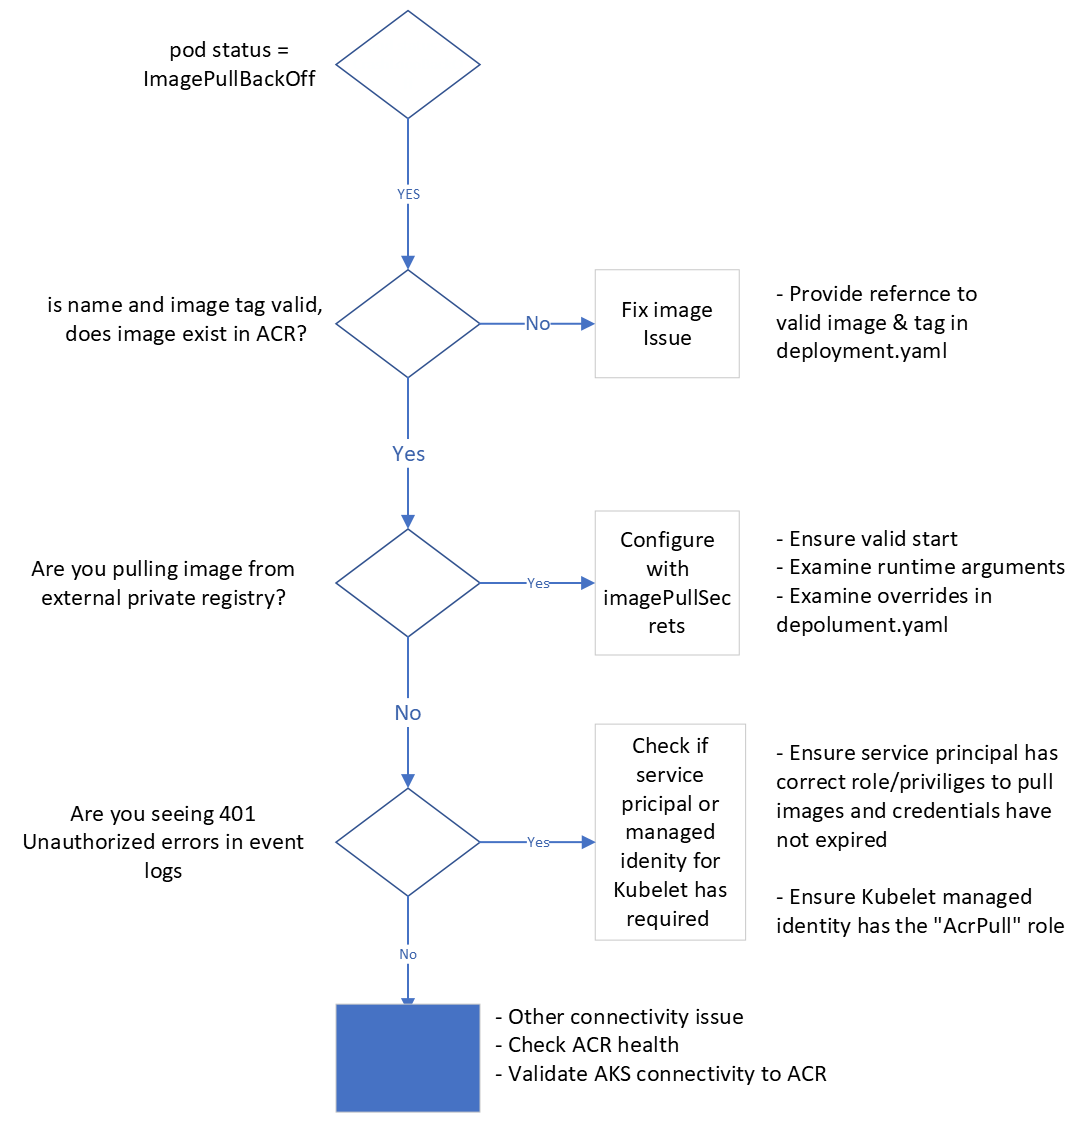 pod status =
ImagePullBackOff
YES
is name and image tag valid,
does image exist in ACR?
No
Fix image
Issue
- Provide refernce to
valid image & tag in
deployment.yaml
Yes
Are you pulling image from
external private registry?
Yes
Configure
with
imagePullSec
rets
- Ensure valid start
- Examine runtime arguments
- Examine overrides in
depolument.yaml
No
Are you seeing 401
Unauthorized errors in event
logs
Yes
Check if
service
pricipal or
managed
idenity for
Kubelet has
required
- Ensure service principal has
correct role/priviliges to pull
images and credentials have
not expired
- Ensure Kubelet managed
identity has the "AcrPull" role
No
- Other connectivity issue
- Check ACR health
- Validate AKS connectivity to ACR